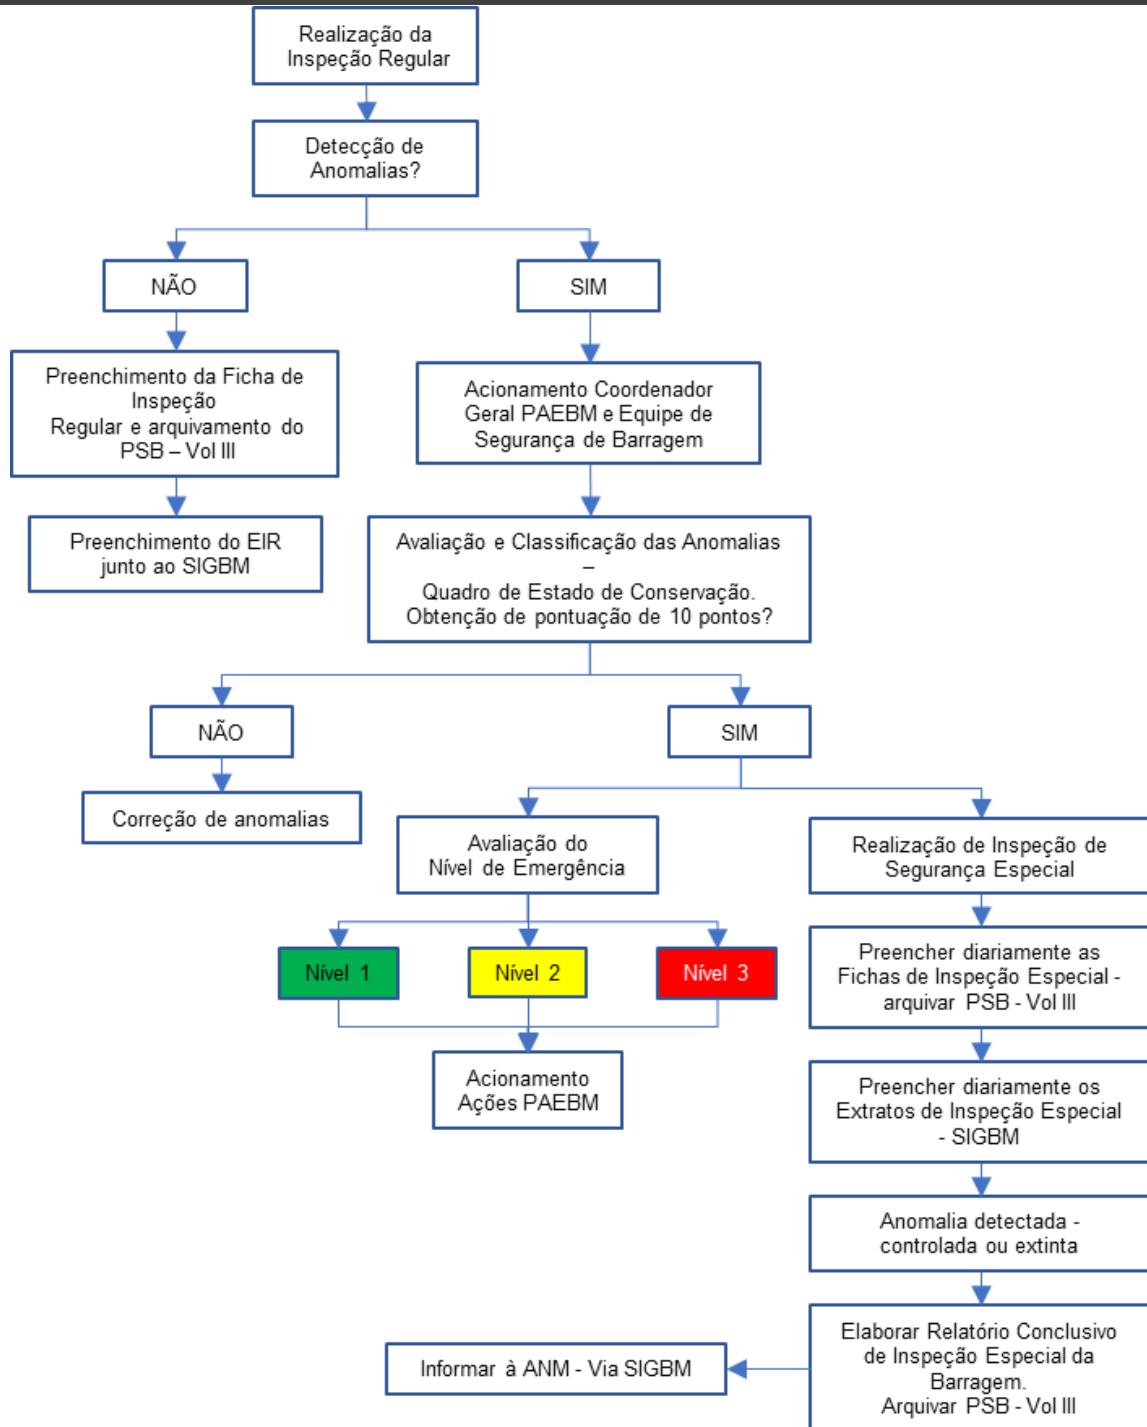 Realização da
Inspeção Regular
Detecção de
Anomalias?
NÃO
SIM
Preenchimento da Ficha de
Inspeção
Regular e arquivamento do
PSB – Vol III
Acionamento Coordenador
Geral PAEBM e Equipe de
Segurança de Barragem
Preenchimento do EIR
junto ao SIGBM
Avaliação e Classificação das Anomalias
–
Quadro de Estado de Conservação.
Obtenção de pontuação de 10 pontos?
NÃO
SIM
Correção de anomalias
Avaliação do
Nível de Emergência
Realização de Inspeção de
Segurança Especial
Nível 1
Nível 2
Nível 3
Preencher diariamente as
Fichas de Inspeção Especial -
arquivar PSB - Vol III
Acionamento
Ações PAEBM
Preencher diariamente os
Extratos de Inspeção Especial
- SIGBM
Anomalia detectada -
controlada ou extinta
Elaborar Relatório Conclusivo
de Inspeção Especial da
Barragem.
Arquivar PSB - Vol III
Informar à ANM - Via SIGBM